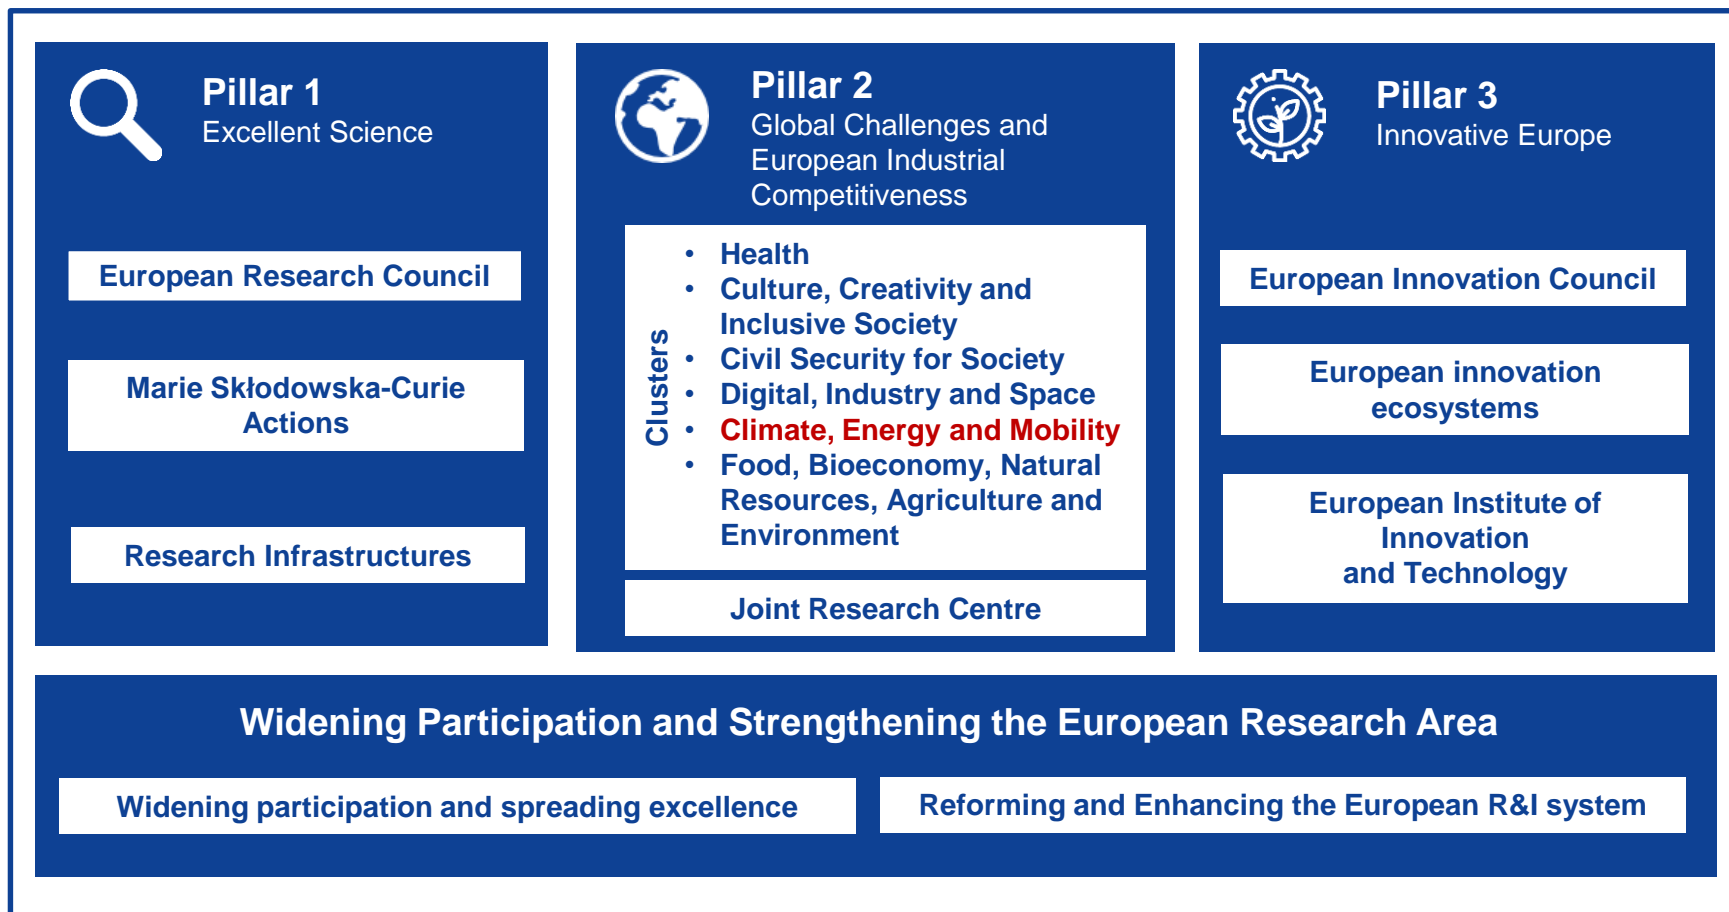 Pillar 1
Excellent Science
European Research Council
Marie Skłodowska-Curie
Actions
Research Infrastructures
Pillar 2
Global Challenges and
European Industrial
Competitiveness
Clusters
• Health
• Culture, Creativity and
Inclusive Society
• Civil Security for Society
• Digital, Industry and Space
• Climate, Energy and Mobility
• Food, Bioeconomy, Natural
Resources, Agriculture and
Environment
Joint Research Centre
Pillar 3
Innovative Europe
European Innovation Council
European innovation
ecosystems
European Institute of
Innovation
and Technology
Widening Participation and Strengthening the European Research Area
Widening participation and spreading excellence
Reforming and Enhancing the European R&I system